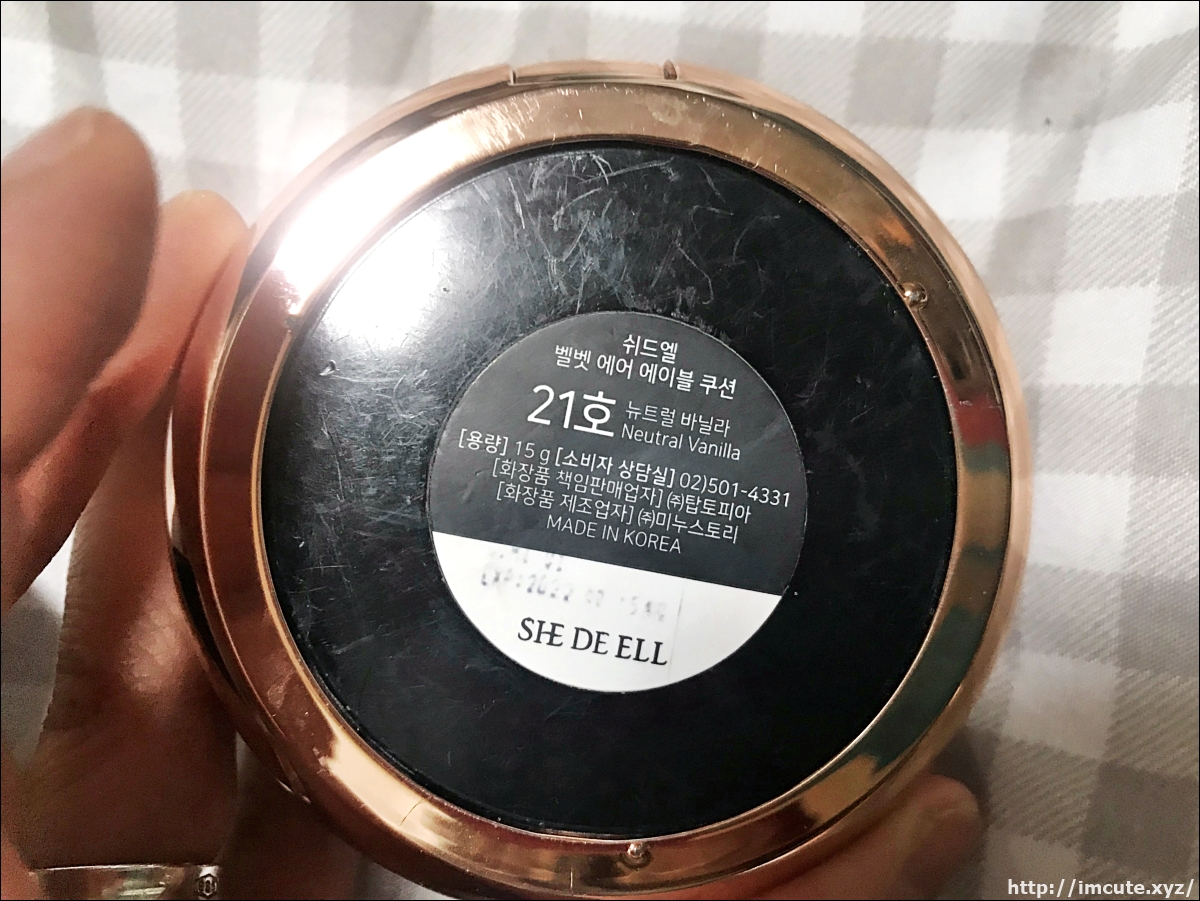 쉬드엘
벨벳 에어 에이블 쿠션
21호 뉴트럴 바닐라
Neutral Vanilla
[용량] 15 g [소비자 상담실] 02)501-4331
[화장품 책임판매업자] ㈜탑토피아
[화장품 제조업자] ㈜미누스토리
MADE IN KOREA
SHE DE ELL
http://imcute.xyz/